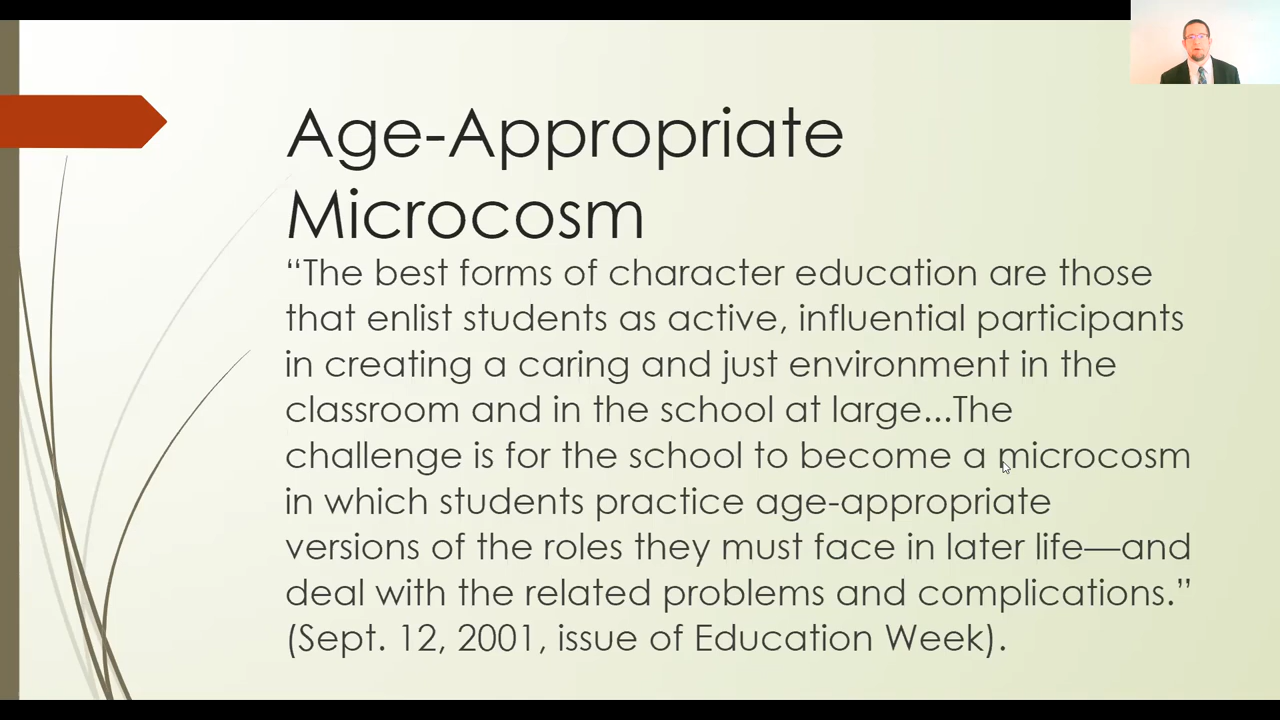 Age-Appropriate
Microcosm
“The best forms of character education are those
that enlist students as active, influential participants
in creating a caring and just environment in the
classroom and in the school at large...The
challenge is for the school to become a microcosm
in which students practice age-appropriate
versions of the roles they must face in later life—and
deal with the related problems and complications.”
(Sept. 12, 2001, issue of Education Week).